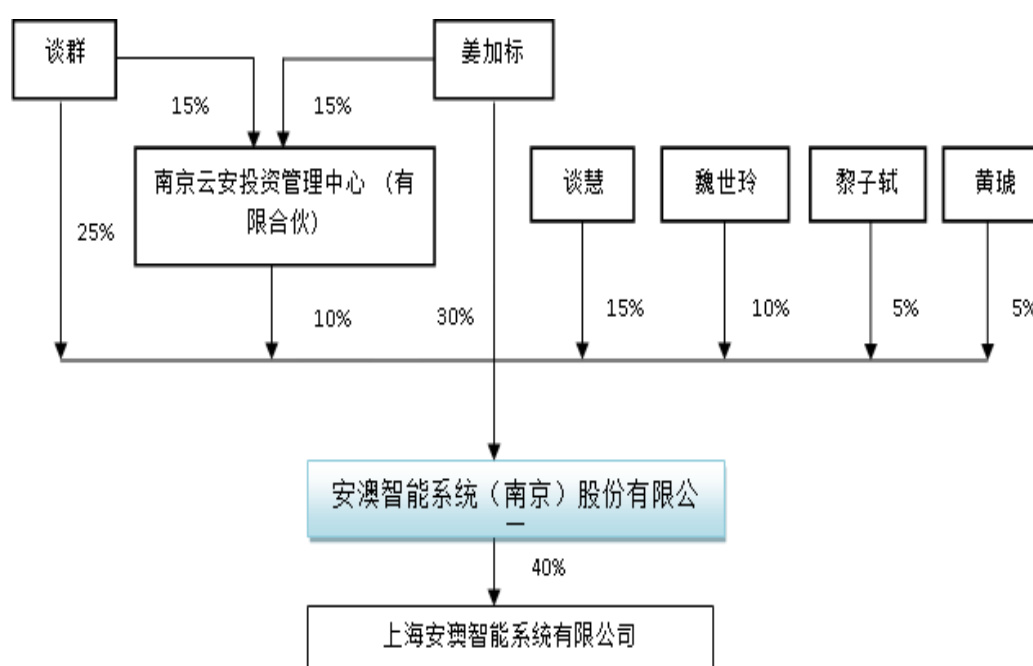 谈群
姜加标
15%
15%
南京云安投资管理中心 （有
限合伙）
谈慧
魏世玲
黎子轼
黄琥
25%
10%
30%
15%
10%
5%
5%
安澳智能系统（南京）股份有限公
40%
上海安澳智能系统有限公司